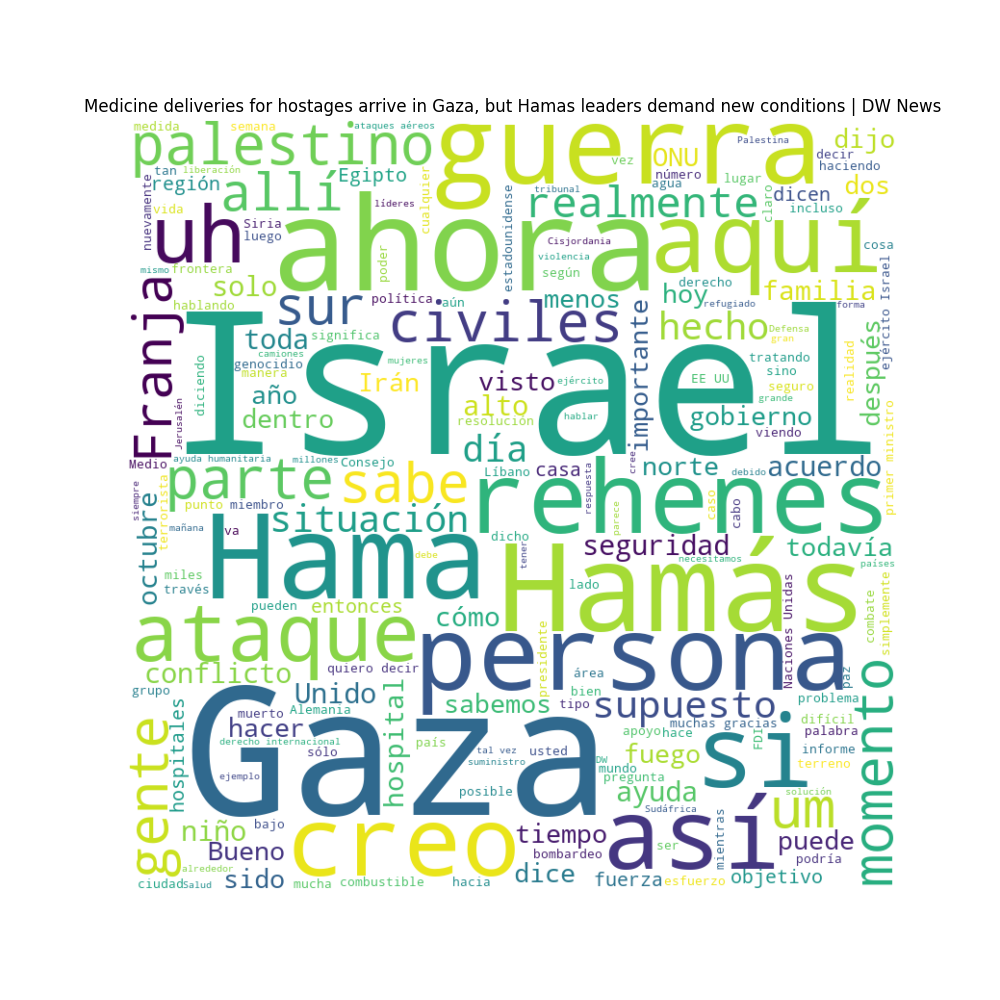 Medicine deliveries for hostages arrive in Gaza, but Hamas leaders demand new conditions | DW News
medida
semana
ataques aéreos
palestino
guerra
Palestina
dijo
decir
haciendo
vez
ONU
número
agua
lugar
claro
dicen
dos
incluso
tan
liberación
región
Egipto
cualquier
allí
líderes
tribunal
realmente
nuevamente
vida
uh
Siria
luego
ahora
poder
estadounidense
Cisjordania
violencia
según
aquí
cosa
mismo
frontera
hablando
solo
sur
política
aún
menos
hoy
derecho
refugiado
familia
forma
ejército Israel
Franja
toda
significa
civiles
importante
hecho
Defensa
gran
realidad
después
Israel
camiones
genocidio
manera
mujeres
diciendo
año
dentro
Irán
visto
ejército
EE UU
tratando
sino
seguro
grande
alto
resolución
hablar
gobierno
viendo
Jerusalén
día
Medio
ayuda humanitaria
millones
Consejo
Líbano
casa
respuesta
cree
norte
debido
acuerdo
primer ministro
siempre
terrorista
parte
sabe
rehenes
parece
caso
cabo
octubre
punto
miembro
mañana
va
situación
Hama
debe
dicho
tener
seguridad
necesitamos
todavía
países
Hamás
miles
través
pueden
entonces
cómo
lado
Naciones Unidas
combate
simplemente
ataque
persona
presidente
paz
conflicto
quiero decir
área
bien
tipo
problema
grupo
hospitales
Unido
Alemania
muerto
hacer
sabemos
supuesto
muchas gracias
difícil
palabra
momento
gente
Gaza
derecho internacional
sólo
ejemplo
hospital
país
tal vez
suministro
usted
DW
apoyo
hace
mundo
fuego
pregunta
FDI
si
informe
terreno
posible
ayuda
solución
Sudáfrica
um
niño
bajo
creo
tiempo
bombardeo
así
ser
mientras
puede
podría
Bueno
alrededor
ciudad
Salud
sido
mucha
combustible
hacia
dice
fuerza
esfuerzo
objetivo